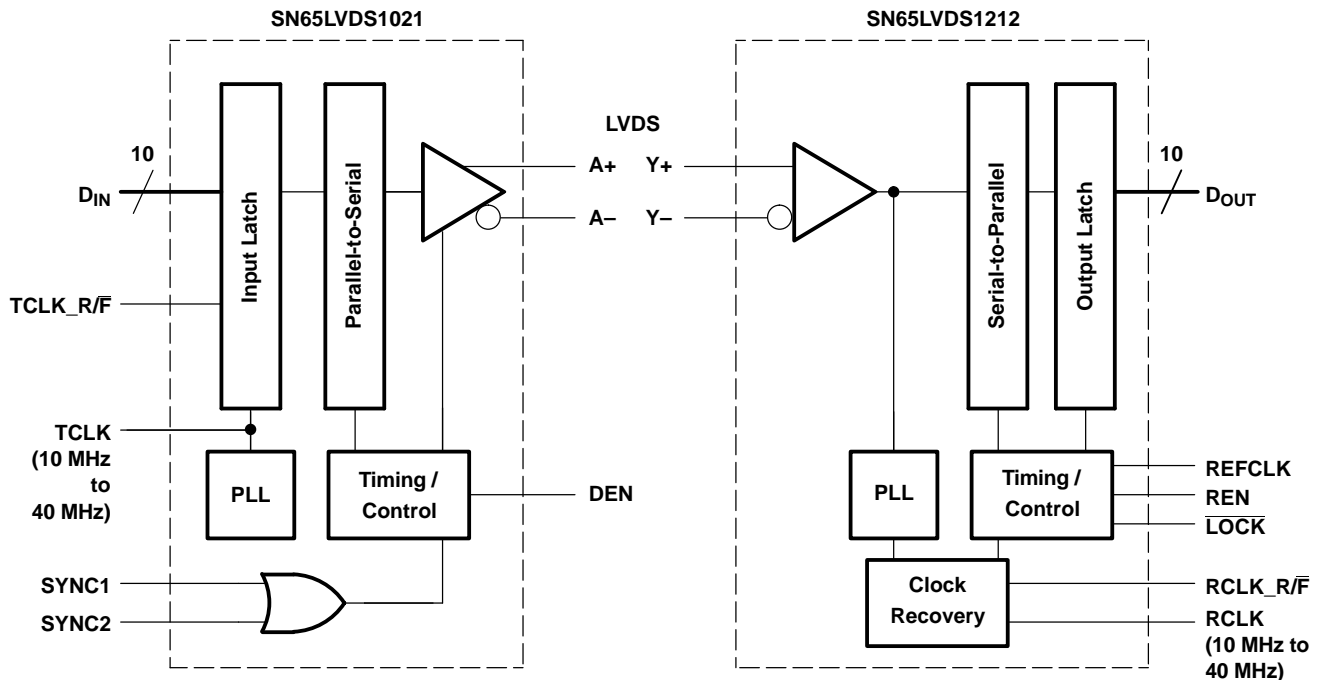 SN65LVDS1021
SN65LVDS1212
10
DIN
Input Latch
Parallel-to-Serial
TCLK_R/F̅
TCLK
(10 MHz
to
40 MHz)
PLL
Timing /
Control
DEN
SYNC1
SYNC2
LVDS
A+
Y+
A–
Y–
Serial-to-Parallel
Output Latch
10
DOUT
PLL
Timing /
Control
REFCLK
REN
L̅O̅C̅K̅
Clock
Recovery
RCLK_R/F̅
RCLK
(10 MHz to
40 MHz)